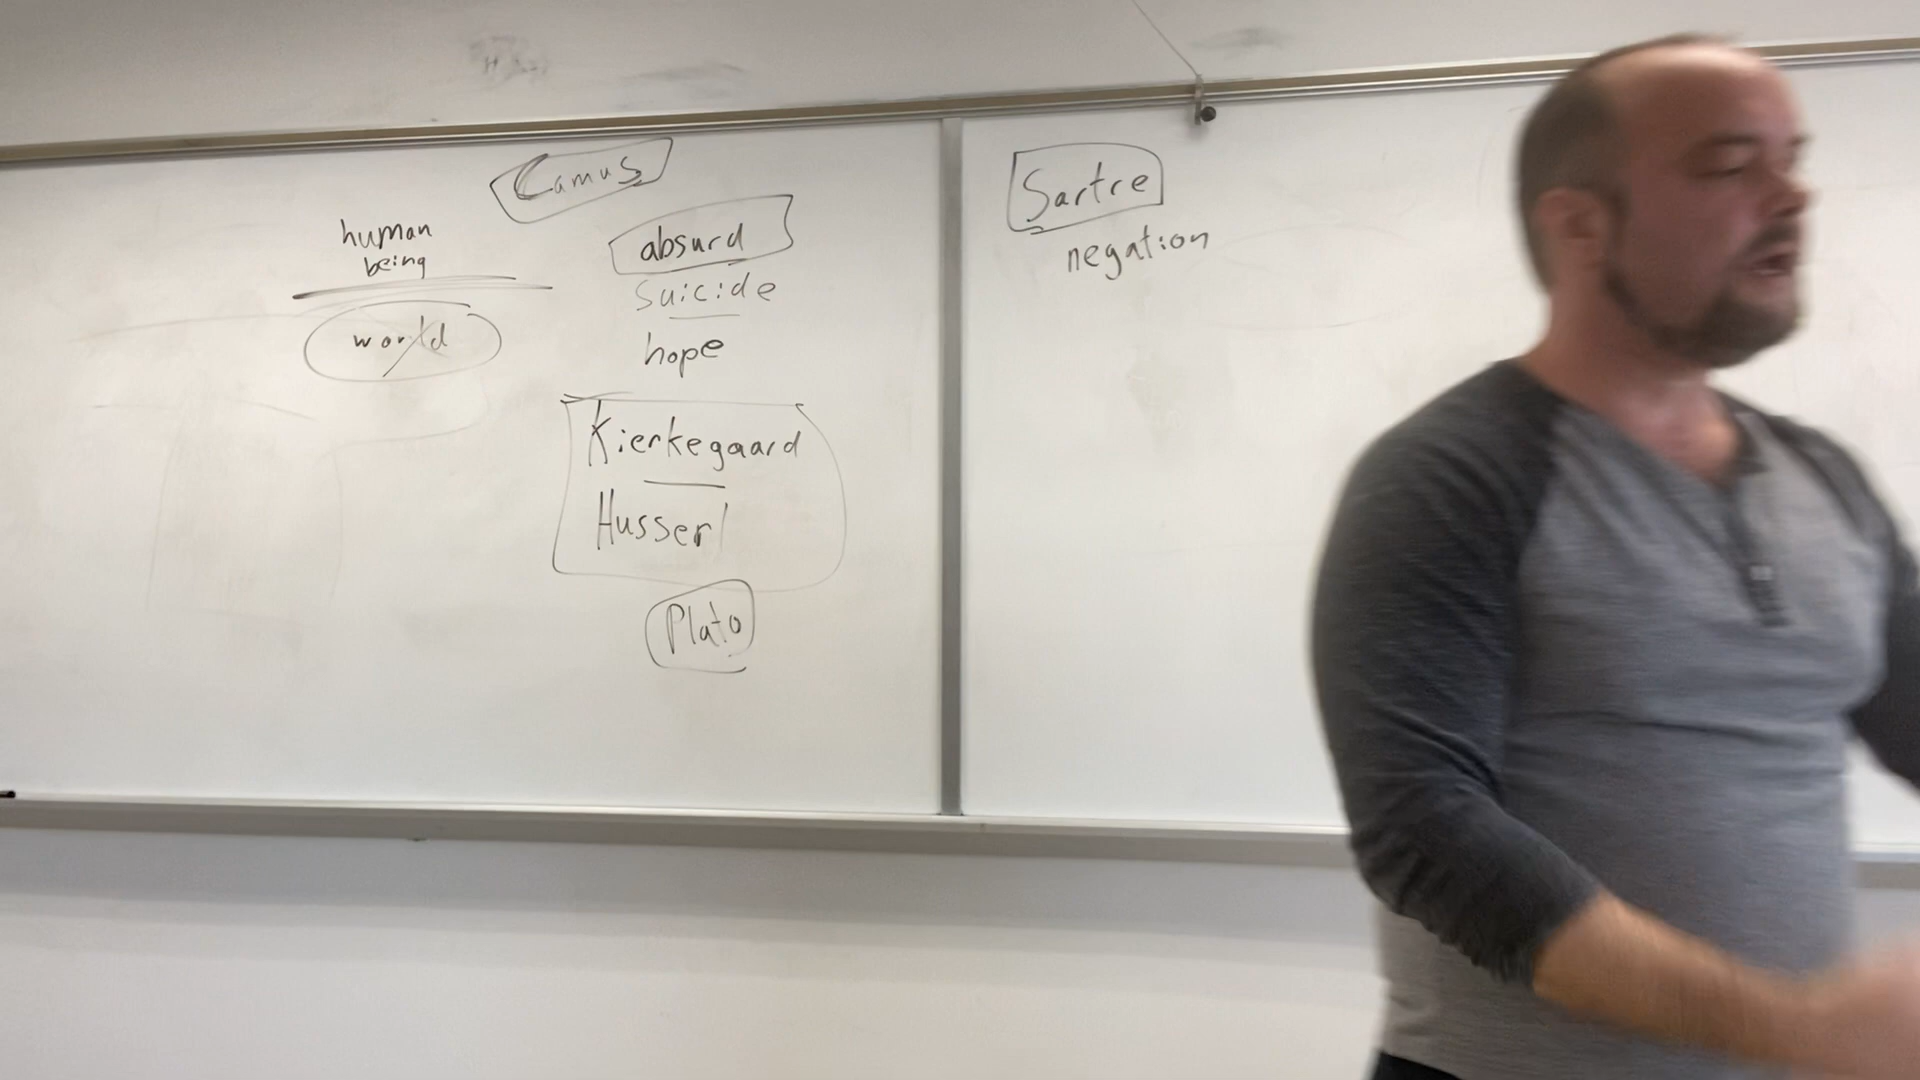 Camus
human
being
world
absurd
suicide
hope
Kierkegaard
Husserl
Plato
Sartre
negation